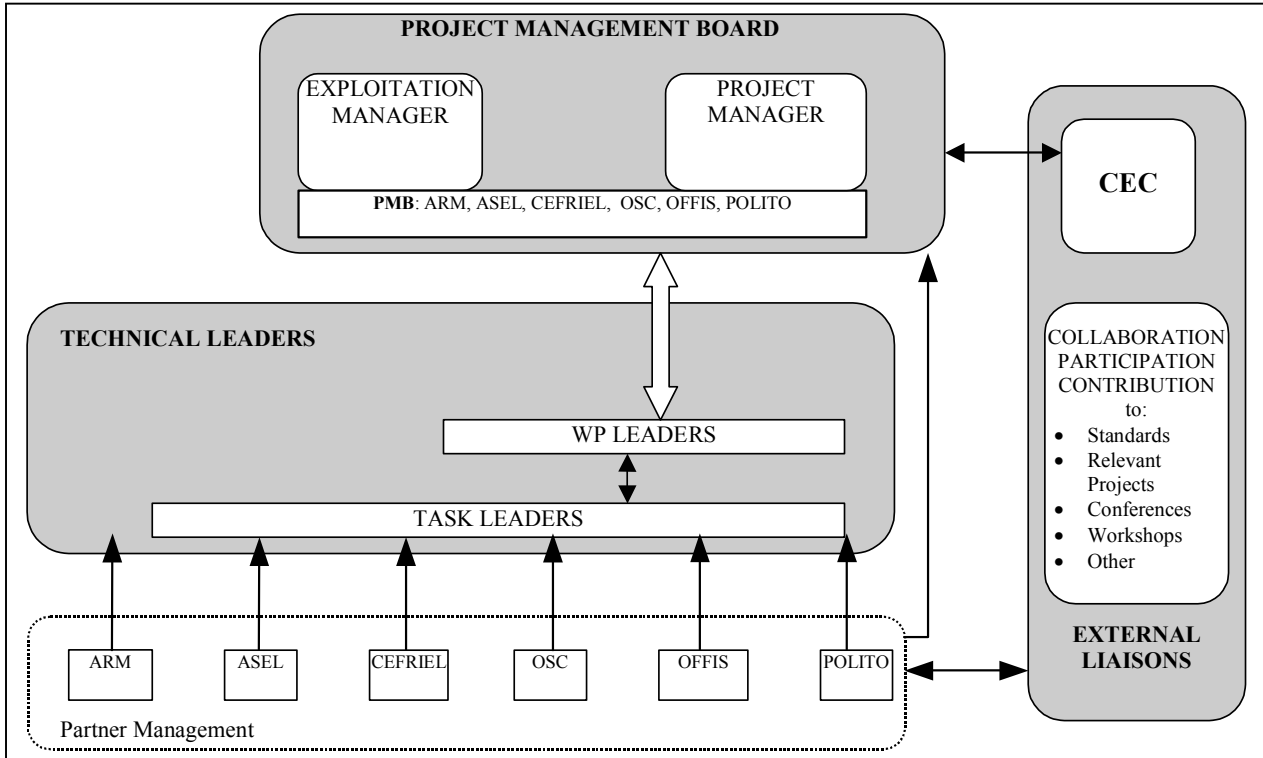 PROJECT MANAGEMENT BOARD
EXPLOITATION
MANAGER
PROJECT
MANAGER
PMB: ARM, ASEL, CEFRIEL, OSC, OFFIS, POLITO
CEC
TECHNICAL LEADERS
WP LEADERS
TASK LEADERS
COLLABORATION
PARTICIPATION
CONTRIBUTION
to:
• Standards
• Relevant
Projects
• Conferences
• Workshops
• Other
EXTERNAL
LIAISONS
ARM
ASEL
CEFRIEL
OSC
OFFIS
POLITO
Partner Management